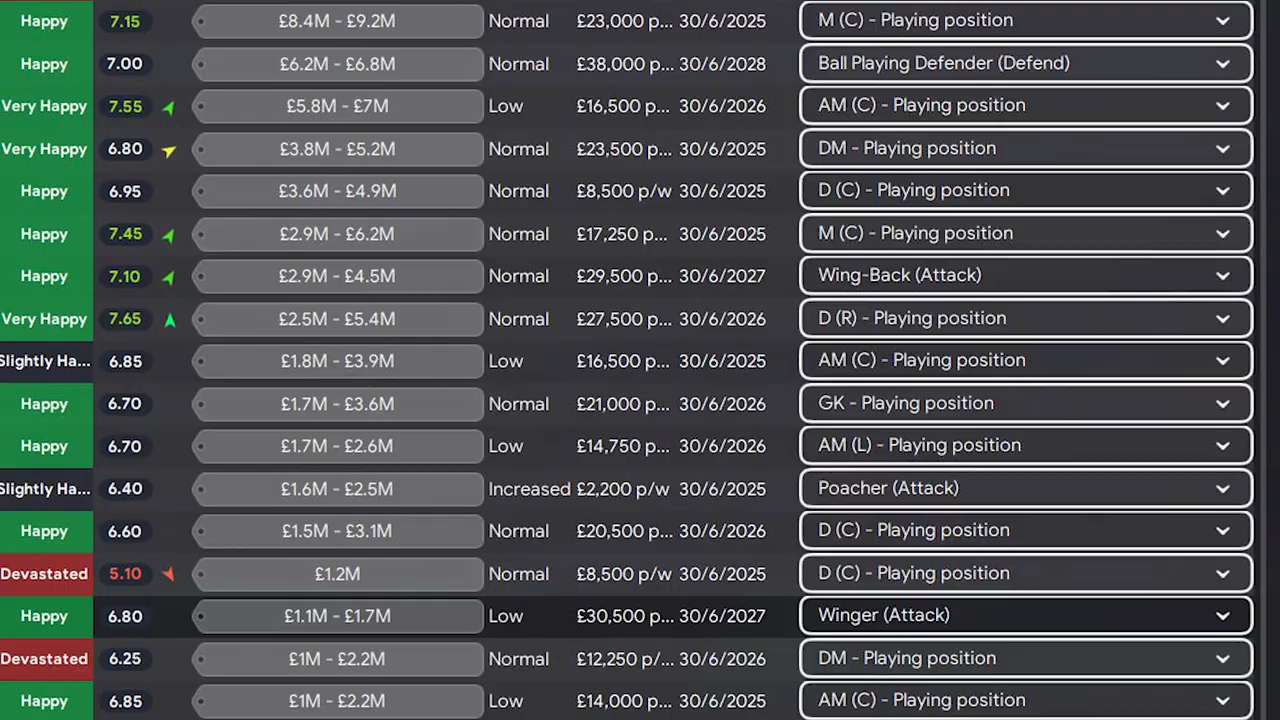 Happy 7.15 £8.4M - £9.2M Normal £23,000 p... 30/6/2025 M (C) - Playing position
Happy 7.00 £6.2M - £6.8M Normal £38,000 p... 30/6/2028 Ball Playing Defender (Defend)
Very Happy 7.55 £5.8M - £7M Low £16,500 p... 30/6/2025 AM (C) - Playing position
Very Happy 6.80 £3.8M - £5.2M Normal £23,500 p... 30/6/2025 DM - Playing position
Happy 6.95 £3.6M - £4.9M Normal £8,500 p/w 30/6/2025 D (C) - Playing position
Happy 7.45 £2.9M - £6.2M Normal £17,250 p... 30/6/2025 M (C) - Playing position
Happy 7.10 £2.9M - £4.5M Normal £29,500 p... 30/6/2027 Wing-Back (Attack)
Very Happy 7.65 £2.5M - £5.4M Normal £27,500 p... 30/6/2026 D (R) - Playing position
Slightly Ha... 6.85 £1.8M - £3.9M Low £16,500 p... 30/6/2026 AM (C) - Playing position
Happy 6.70 £1.7M - £3.6M Normal £21,000 p... 30/6/2026 GK - Playing position
Happy 6.70 £1.7M - £2.6M Low £14,750 p... 30/6/2026 AM (L) - Playing position
Slightly Ha... 6.40 £1.6M - £2.5M Increased £2,200 p/w 30/6/2025 Poacher (Attack)
Happy 6.60 £1.5M - £3.1M Normal £20,500 p... 30/6/2026 D (C) - Playing position
Devastated 5.10 £1.2M Normal £8,500 p/w 30/6/2025 D (C) - Playing position
Happy 6.80 £1.1M - £1.7M Low £30,500 p... 30/6/2027 Winger (Attack)
Devastated 6.25 £1M - £2.2M Normal £12,250 p/... 30/6/2026 DM - Playing position
Happy 6.85 £1M - £2.2M Low £14,000 p... 30/6/2026 AM (C) - Playing position